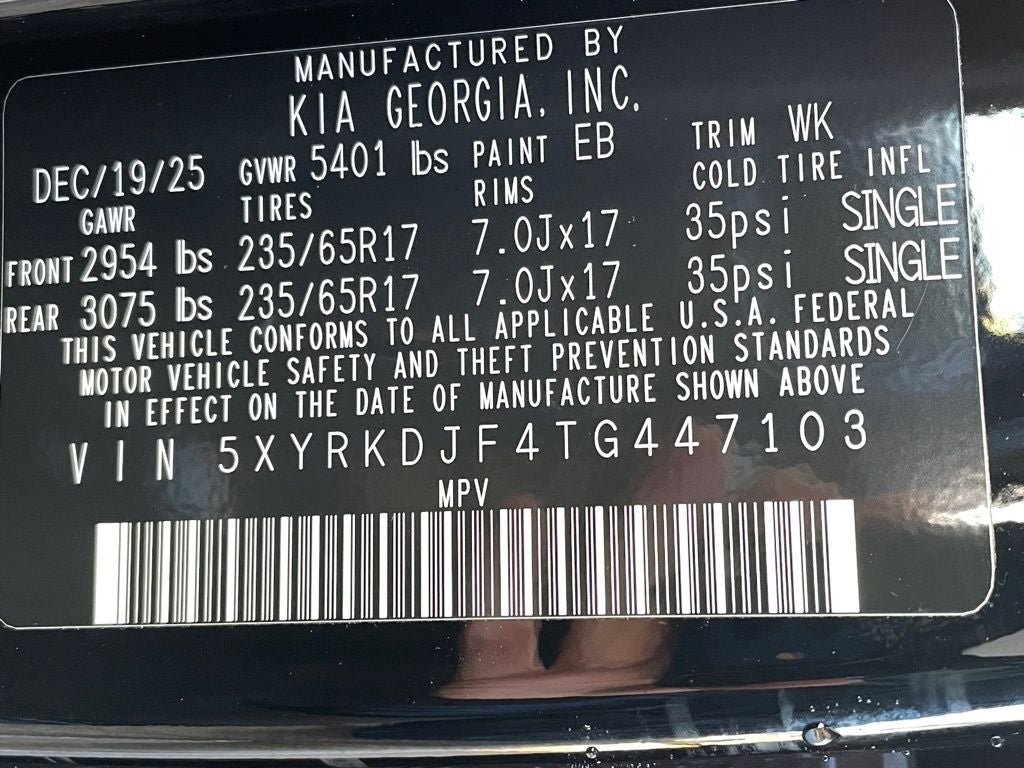 MANUFACTURED BY
KIA GEORGIA, INC.
DEC/19/25 GVWR 5401 lbs PAINT EB TRIM WK
GAWR TIRES RIMS COLD TIRE INFL
FRONT 2954 lbs 235/65R17 7.0Jx17 35psi SINGLE
REAR 3075 lbs 235/65R17 7.0Jx17 35psi SINGLE
THIS VEHICLE CONFORMS TO ALL APPLICABLE U.S.A. FEDERAL
MOTOR VEHICLE SAFETY AND THEFT PREVENTION STANDARDS
IN EFFECT ON THE DATE OF MANUFACTURE SHOWN ABOVE
VIN 5XYRKDJF4TG447103
MPV